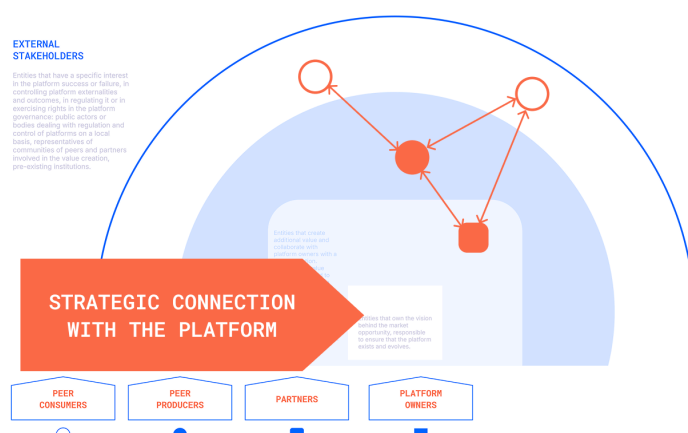 EXTERNAL
STAKEHOLDERS
Entities that have a specific interest
in the platform success or failure, in
controlling platform externalities
and outcomes, in regulating it or in
exercising rights in the platform
governance: public actors or
bodies dealing with regulation and
control of platforms on a local
basis, representatives of
communities of peers and partners
involved in the value creation,
pre-existing institutions.
Entities that create
additional value and
collaborate with
platform owners with a
STRATEGIC CONNECTION
WITH THE PLATFORM
Entities that own the vision
behind the market
opportunity, responsible
to ensure that the platform
exists and evolves.
PEER
CONSUMERS
PEER
PRODUCERS
PARTNERS
PLATFORM
OWNERS